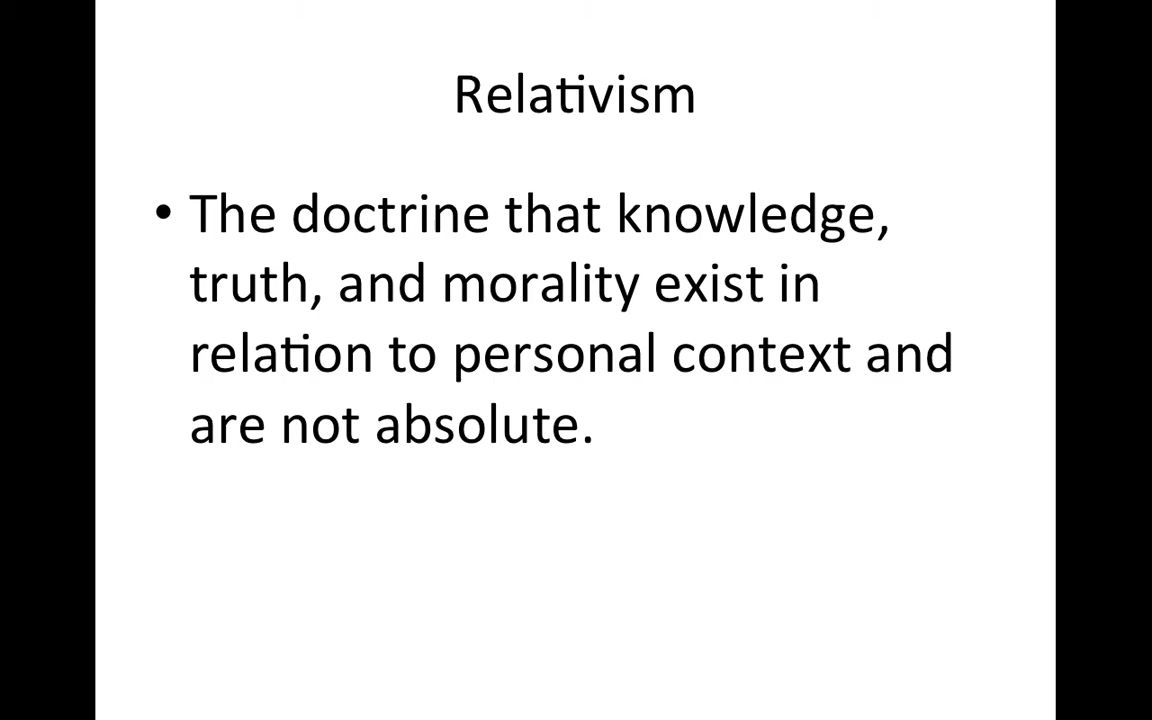 Relativism
• The doctrine that knowledge,
truth, and morality exist in
relation to personal context and
are not absolute.